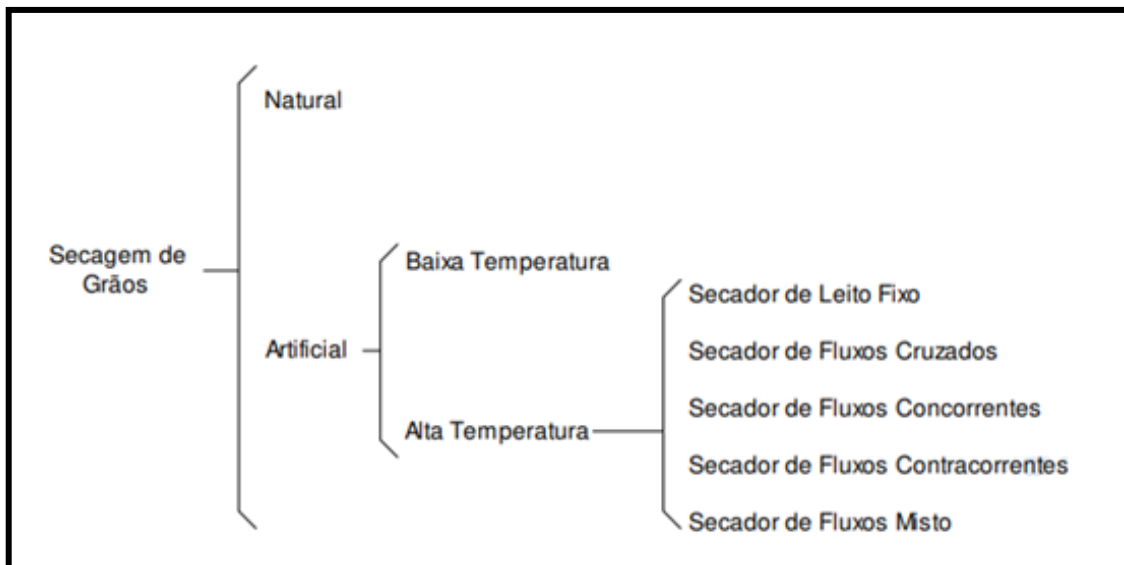 Natural
Secagem de
Grãos
Baixa Temperatura
Artificial
Alta Temperatura
Secador de Leito Fixo
Secador de Fluxos Cruzados
Secador de Fluxos Concorrentes
Secador de Fluxos Contracorrentes
Secador de Fluxos Misto